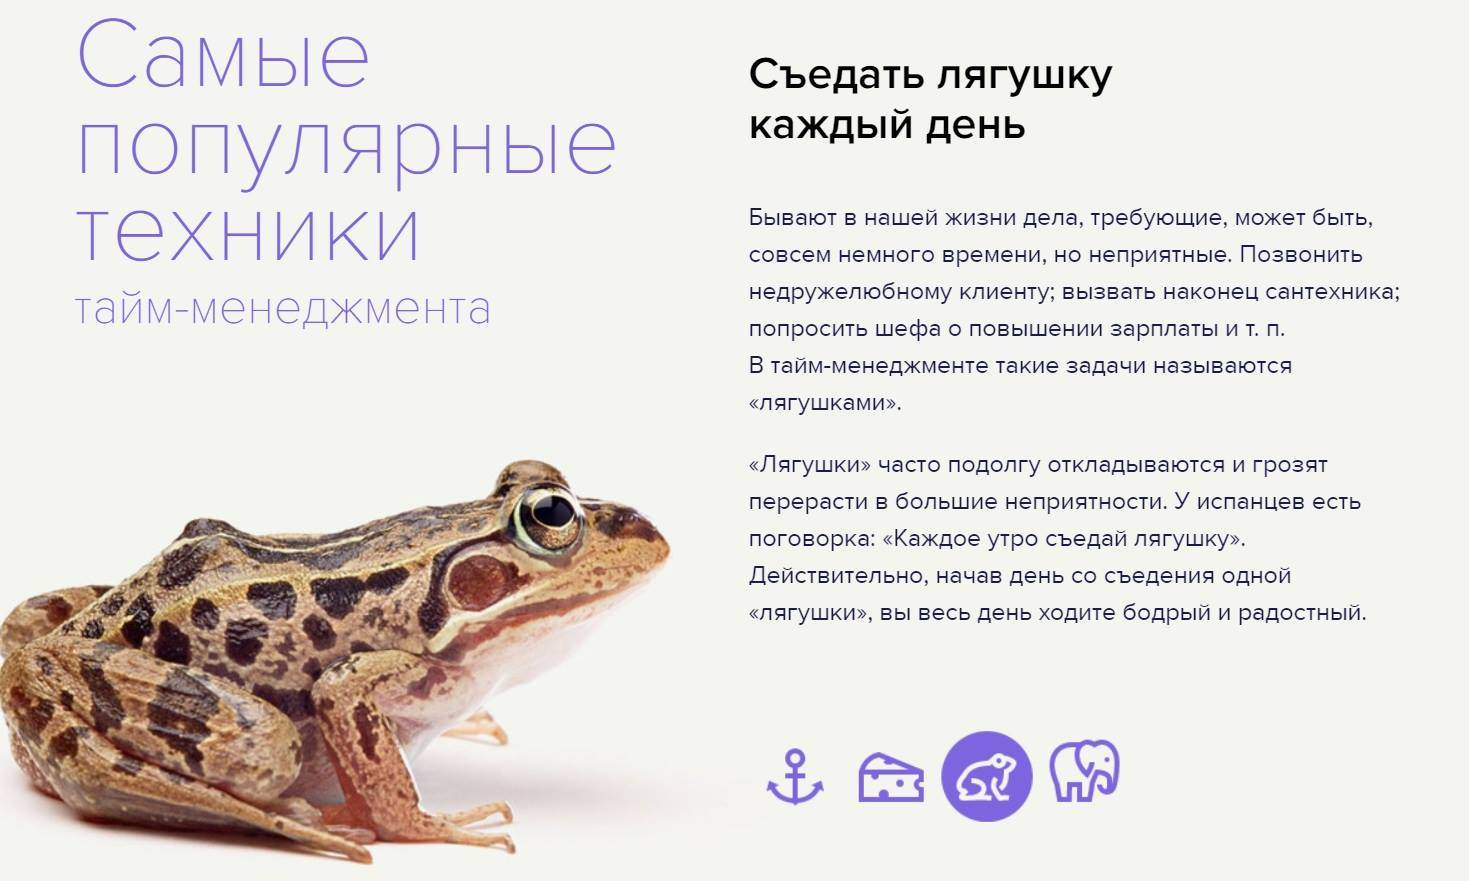 Самые
популярные
техники
тайм-менеджмента
Съедать лягушку
каждый день
Бывают в нашей жизни дела, требующие, может быть,
совсем немного времени, но неприятные. Позвонить
недружелюбному клиенту; вызвать наконец сантехника;
попросить шефа о повышении зарплаты и т. п.
В тайм-менеджменте такие задачи называются
«лягушками».
«Лягушки» часто подолгу откладываются и грозят
перерасти в большие неприятности. У испанцев есть
поговорка: «Каждое утро съедай лягушку».
Действительно, начав день со съедения одной
«лягушки», вы весь день ходите бодрый и радостный.